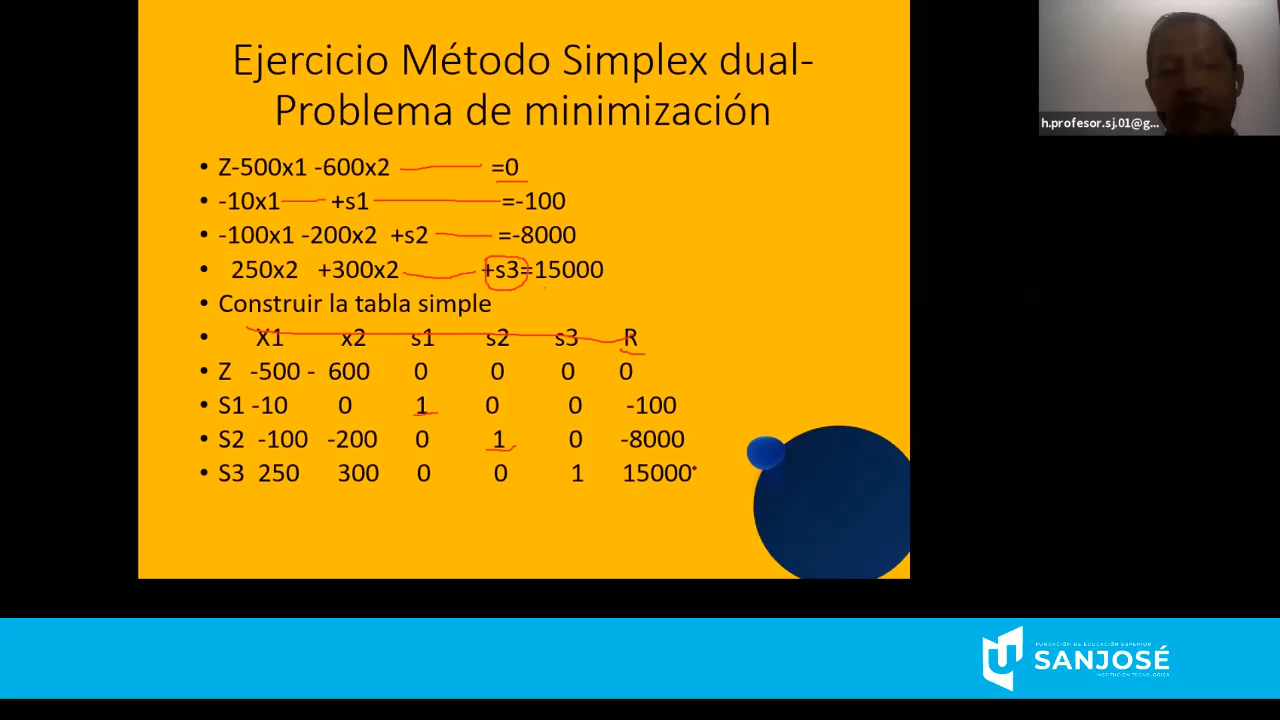 Ejercicio Método Simplex dual-
Problema de minimización
• Z-500x1 -600x2 =0
• -10x1 +s1 =-100
• -100x1 -200x2 +s2 =-8000
• 250x2 +300x2 +s3=15000
• Construir la tabla simple
• X1 x2 s1 s2 s3 R
• Z -500 - 600 0 0 0 0
• S1 -10 0 1 0 0 -100
• S2 -100 -200 0 1 0 -8000
• S3 250 300 0 0 1 15000
h.profesor.sj.01@g...
FUNDACIÓN DE EDUCACIÓN SUPERIOR
SANJOSÉ
INSTITUCIÓN TECNOLÓGICA